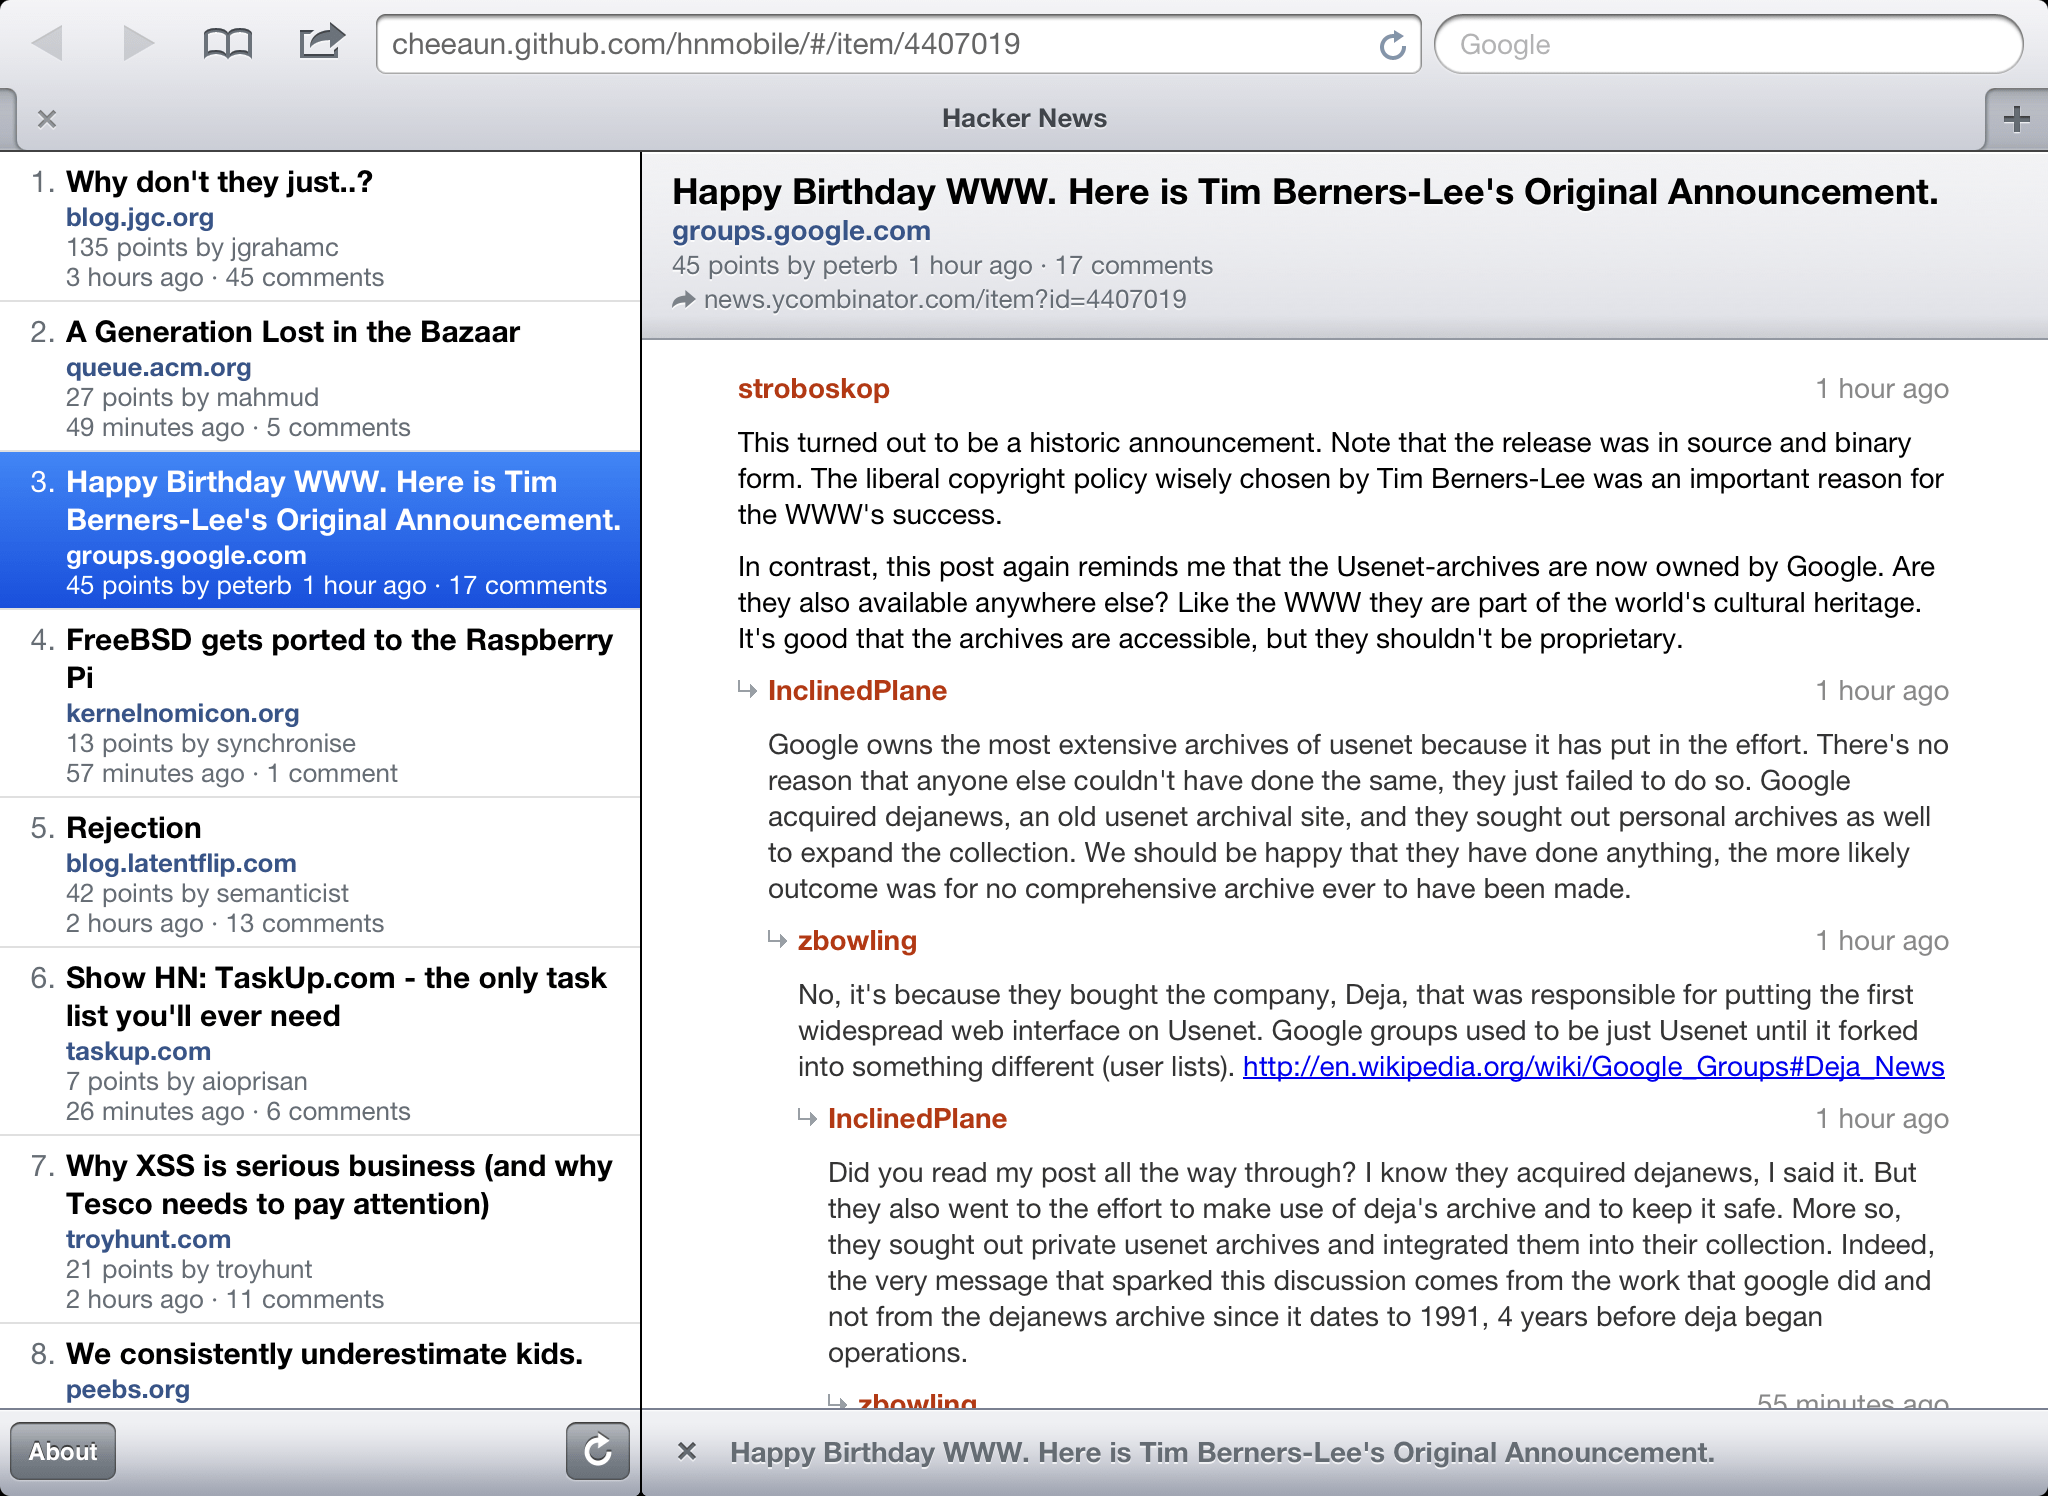 cheeaun.github.com/hnmobile/#/item/4407019
Google
Hacker News
1. Why don't they just..?
blog.jgc.org
135 points by jgrahamc
3 hours ago · 45 comments
2. A Generation Lost in the Bazaar
queue.acm.org
27 points by mahmud
49 minutes ago · 5 comments
3. Happy Birthday WWW. Here is Tim
Berners-Lee's Original Announcement.
groups.google.com
45 points by peterb 1 hour ago · 17 comments
4. FreeBSD gets ported to the Raspberry
Pi
kernelnomicon.org
13 points by synchronise
57 minutes ago · 1 comment
5. Rejection
blog.latentflip.com
42 points by semanticist
2 hours ago · 13 comments
6. Show HN: TaskUp.com - the only task
list you'll ever need
taskup.com
7 points by aioprisan
26 minutes ago · 6 comments
7. Why XSS is serious business (and why
Tesco needs to pay attention)
troyhunt.com
21 points by troyhunt
2 hours ago · 11 comments
8. We consistently underestimate kids.
peebs.org
About
Happy Birthday WWW. Here is Tim Berners-Lee's Original Announcement.
groups.google.com
45 points by peterb 1 hour ago · 17 comments
news.ycombinator.com/item?id=4407019
stroboskop 1 hour ago
This turned out to be a historic announcement. Note that the release was in source and binary
form. The liberal copyright policy wisely chosen by Tim Berners-Lee was an important reason for
the WWW's success.
In contrast, this post again reminds me that the Usenet-archives are now owned by Google. Are
they also available anywhere else? Like the WWW they are part of the world's cultural heritage.
It's good that the archives are accessible, but they shouldn't be proprietary.
InclinedPlane 1 hour ago
Google owns the most extensive archives of usenet because it has put in the effort. There's no
reason that anyone else couldn't have done the same, they just failed to do so. Google
acquired dejanews, an old usenet archival site, and they sought out personal archives as well
to expand the collection. We should be happy that they have done anything, the more likely
outcome was for no comprehensive archive ever to have been made.
zbowling 1 hour ago
No, it's because they bought the company, Deja, that was responsible for putting the first
widespread web interface on Usenet. Google groups used to be just Usenet until it forked
into something different (user lists). http://en.wikipedia.org/wiki/Google_Groups#Deja_News
InclinedPlane 1 hour ago
Did you read my post all the way through? I know they acquired dejanews, I said it. But
they also went to the effort to make use of deja's archive and to keep it safe. More so,
they sought out private usenet archives and integrated them into their collection. Indeed,
the very message that sparked this discussion comes from the work that google did and
not from the dejanews archive since it dates to 1991, 4 years before deja began
operations.
zbowling 55 minutes ago
Happy Birthday WWW. Here is Tim Berners-Lee's Original Announcement.